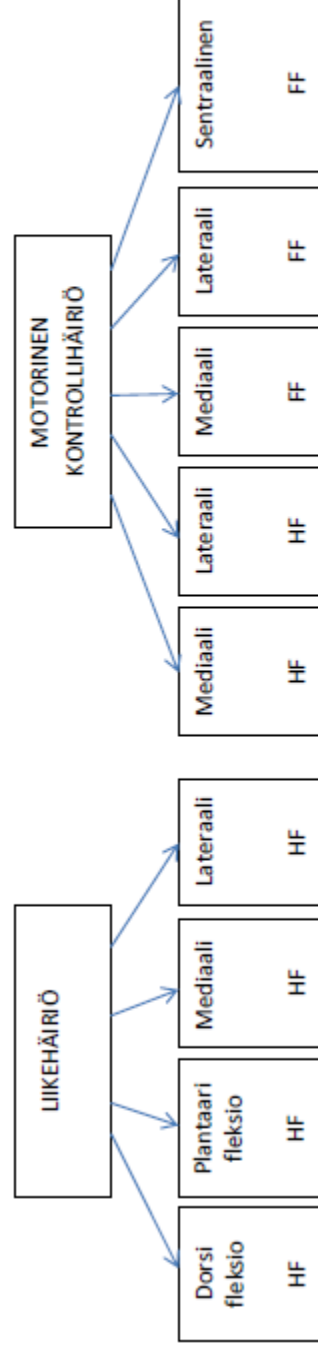 LIIKEHÄIRIÖ
Dorsi
fleksio
HF
Plantaari
fleksio
HF
Mediaali
HF
Lateraali
HF
MOTORINEN
KONTROLLIHÄIRIÖ
Mediaali
HF
Lateraali
HF
Mediaali
FF
Lateraali
FF
Sentraalinen
FF